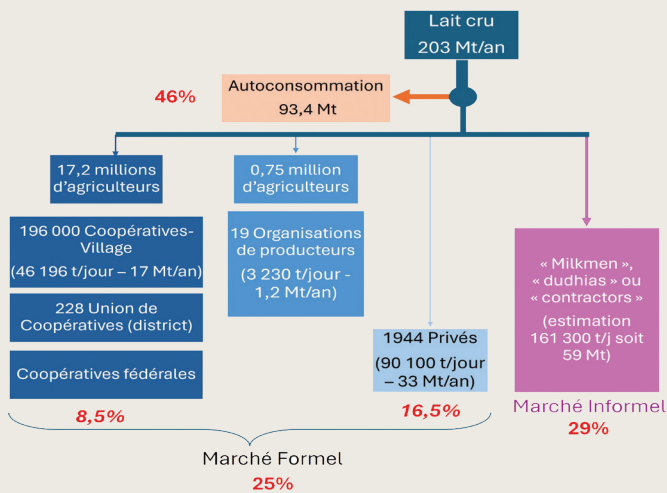 Lait cru
203 Mt/an
46%
Autoconsommation
93,4 Mt
17,2 millions
d’agriculteurs
0,75 million
d’agriculteurs
196 000 Coopératives-
Village
(46 196 t/jour – 17 Mt/an)
19 Organisations
de producteurs
(3 230 t/jour -
1,2 Mt/an)
« Milkmen »,
« dudhias » ou
« contractors »
(estimation
161 300 t/j soit
59 Mt)
228 Union de
Coopératives (district)
1944 Privés
(90 100 t/jour
– 33 Mt/an)
Coopératives fédérales
8,5%
16,5%
Marché Informel
29%
Marché Formel
25%